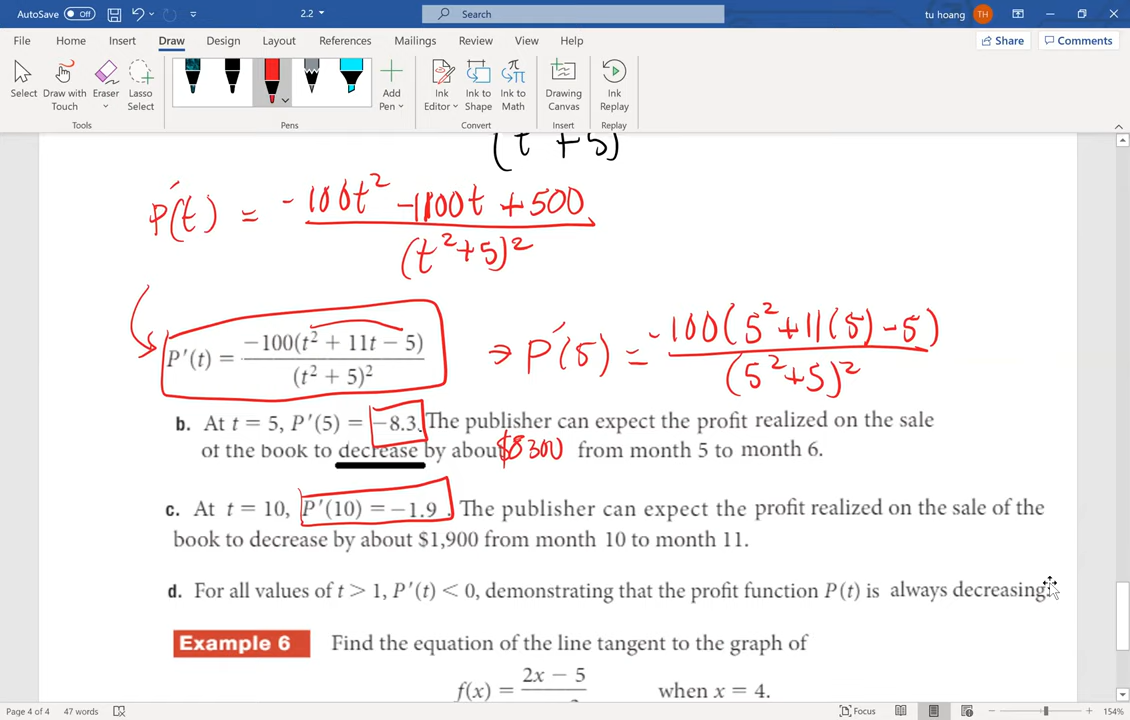 AutoSave Off 2.2 Search tu hoang TH
File Home Insert Draw Design Layout References Mailings Review View Help Share Comments
Select Draw with Touch Eraser Lasso Select Add Pen Ink Editor Ink to Shape Ink to Math Drawing Canvas Ink Replay
Tools Pens Convert Insert Replay
(t +5)
P'(t) = -100t² -1100t +500
(t²+5)²
P'(t) = −100(t² + 11t − 5)
(t² + 5)²
⇒ P'(5) = -100(5²+11(5)-5)
(5²+5)²
b. At t = 5, P'(5) = −8.3. The publisher can expect the profit realized on the sale
of the book to decrease by about $8300 from month 5 to month 6.
c. At t = 10, P'(10) = −1.9 . The publisher can expect the profit realized on the sale of the
book to decrease by about $1,900 from month 10 to month 11.
d. For all values of t > 1, P'(t) < 0, demonstrating that the profit function P(t) is always decreasing.
Example 6 Find the equation of the line tangent to the graph of
f(x) = 2x − 5 when x = 4.
Page 4 of 4 47 words Focus 154%